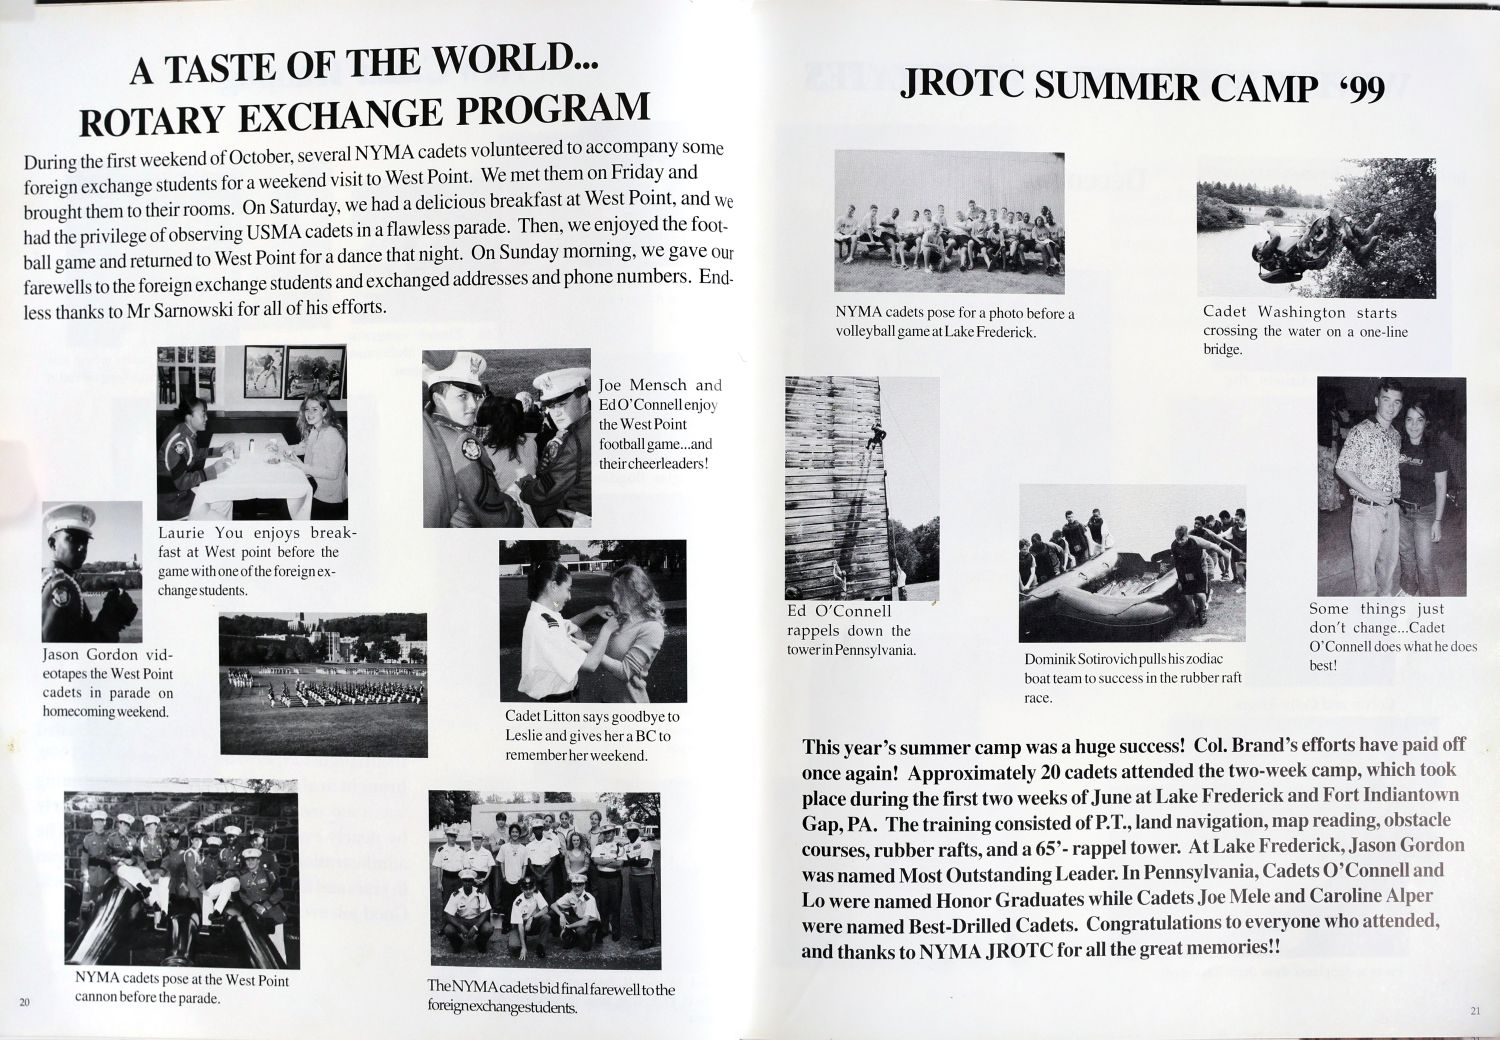 A TASTE OF THE WORLD...
ROTARY EXCHANGE PROGRAM
During the first weekend of October, several NYMA cadets volunteered to accompany some
foreign exchange students for a weekend visit to West Point. We met them on Friday and
brought them to their rooms. On Saturday, we had a delicious breakfast at West Point, and we
had the privilege of observing USMA cadets in a flawless parade. Then, we enjoyed the foot-
ball game and returned to West Point for a dance that night. On Sunday morning, we gave our
farewells to the foreign exchange students and exchanged addresses and phone numbers. End-
less thanks to Mr Sarnowski for all of his efforts.
Joe Mensch and
Ed O'Connell enjoy
the West Point
football game...and
their cheerleaders!
Laurie You enjoys break-
fast at West point before the
game with one of the foreign ex-
change students.
Jason Gordon vid-
eotapes the West Point
cadets in parade on
homecoming weekend.
Cadet Litton says goodbye to
Leslie and gives her a BC to
remember her weekend.
NYMA cadets pose at the West Point
cannon before the parade.
The NYMA cadets bid final farewell to the
foreign exchange students.
20
JROTC SUMMER CAMP ‘99
NYMA cadets pose for a photo before a
volleyball game at Lake Frederick.
Cadet Washington starts
crossing the water on a one-line
bridge.
Ed O'Connell
rappels down the
tower in Pennsylvania.
Dominik Sotirovich pulls his zodiac
boat team to success in the rubber raft
race.
Some things just
don't change...Cadet
O'Connell does what he does
best!
This year's summer camp was a huge success! Col. Brand's efforts have paid off
once again! Approximately 20 cadets attended the two-week camp, which took
place during the first two weeks of June at Lake Frederick and Fort Indiantown
Gap, PA. The training consisted of P.T., land navigation, map reading, obstacle
courses, rubber rafts, and a 65'- rappel tower. At Lake Frederick, Jason Gordon
was named Most Outstanding Leader. In Pennsylvania, Cadets O'Connell and
Lo were named Honor Graduates while Cadets Joe Mele and Caroline Alper
were named Best-Drilled Cadets. Congratulations to everyone who attended,
and thanks to NYMA JROTC for all the great memories!!
21